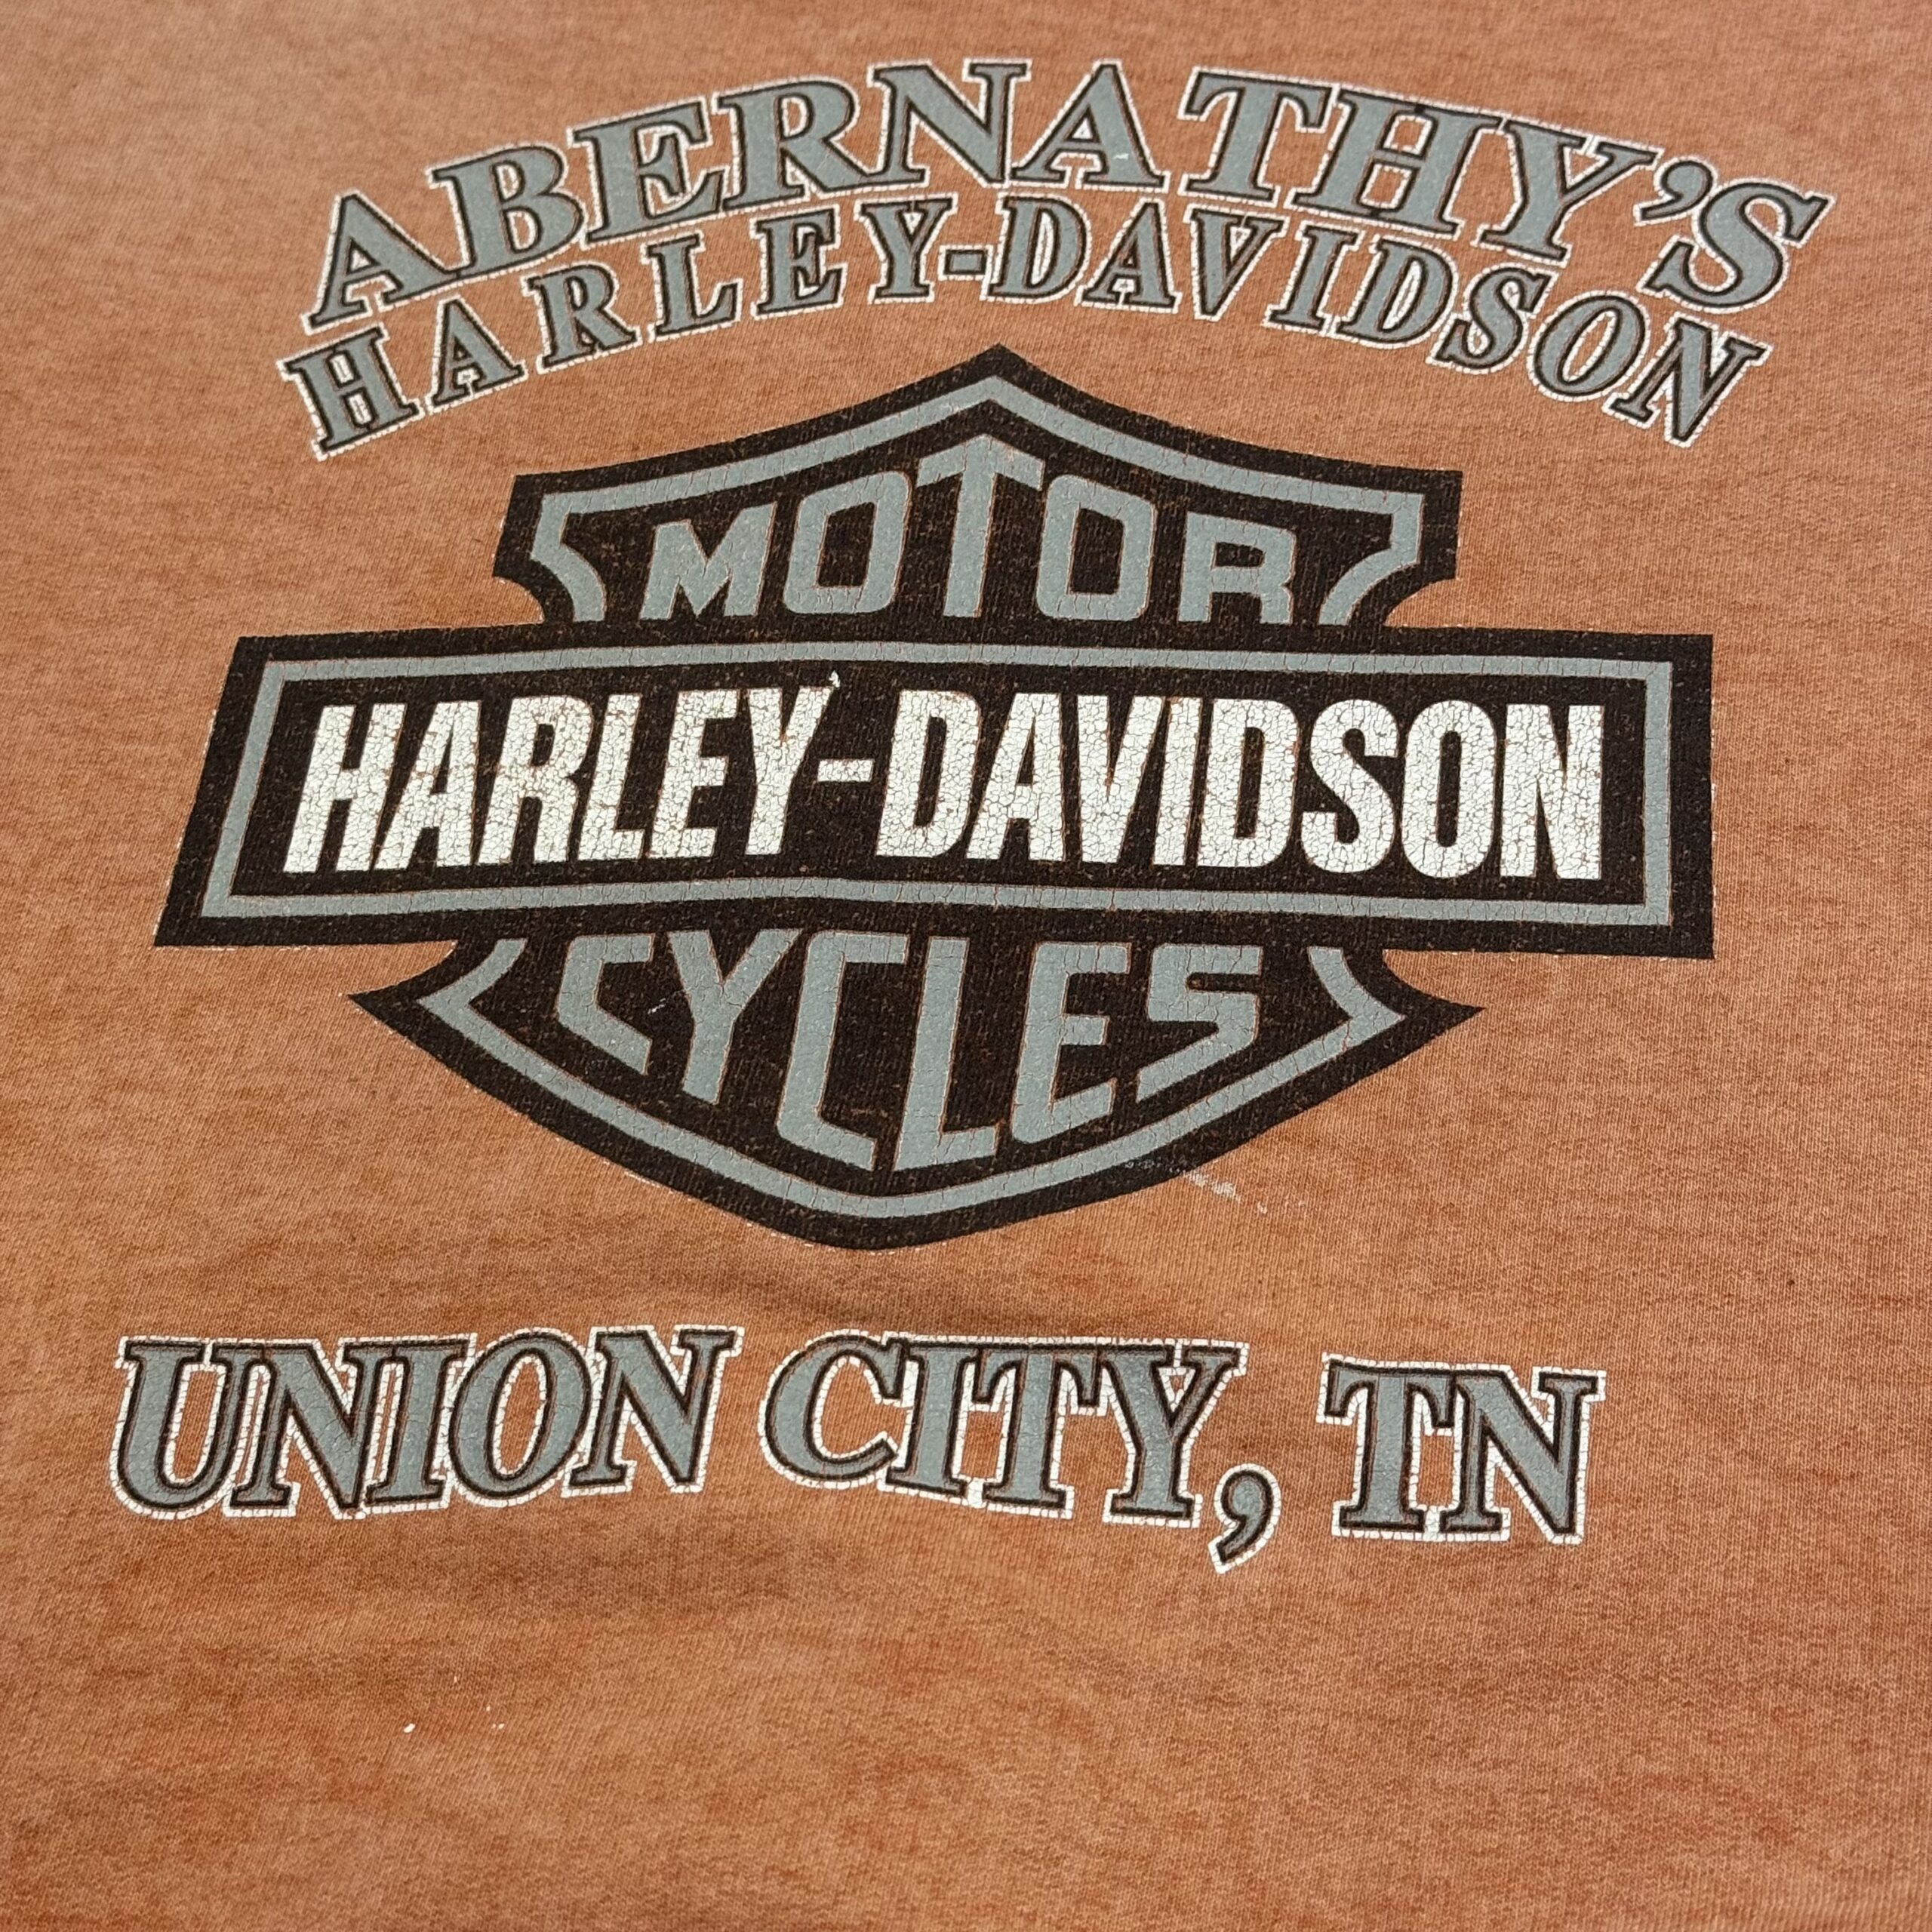 ABERNATHY'S
HARLEY-DAVIDSON
MOTOR
HARLEY-DAVIDSON
CYCLES
UNION CITY, TN